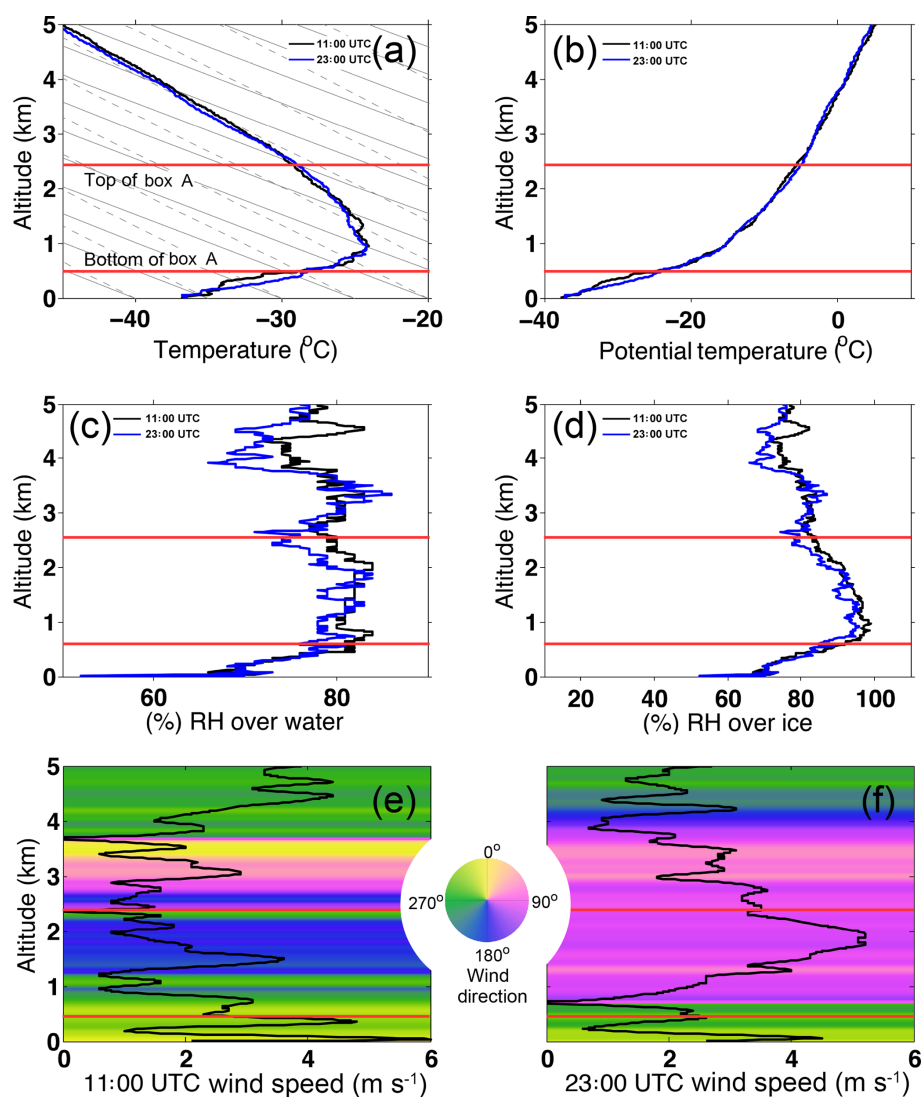 5
4
3
2
1
0
Altitude (km)
11:00 UTC
23:00 UTC
(a)
Top of box A
Bottom of box A
−40
−30
−20
Temperature (°C)
5
4
3
2
1
0
Altitude (km)
11:00 UTC
23:00 UTC
(b)
−40
−20
0
Potential temperature (°C)
5
4
3
2
1
0
Altitude (km)
(c)
11:00 UTC
23:00 UTC
60
80
(%) RH over water
5
4
3
2
1
0
Altitude (km)
(d)
11:00 UTC
23:00 UTC
20
40
60
80
100
(%) RH over ice
5
4
3
2
1
0
Altitude (km)
(e)
0
2
4
6
11:00 UTC wind speed (m s⁻¹)
0°
270°
90°
180°
Wind
direction
(f)
0
2
4
6
23:00 UTC wind speed (m s⁻¹)